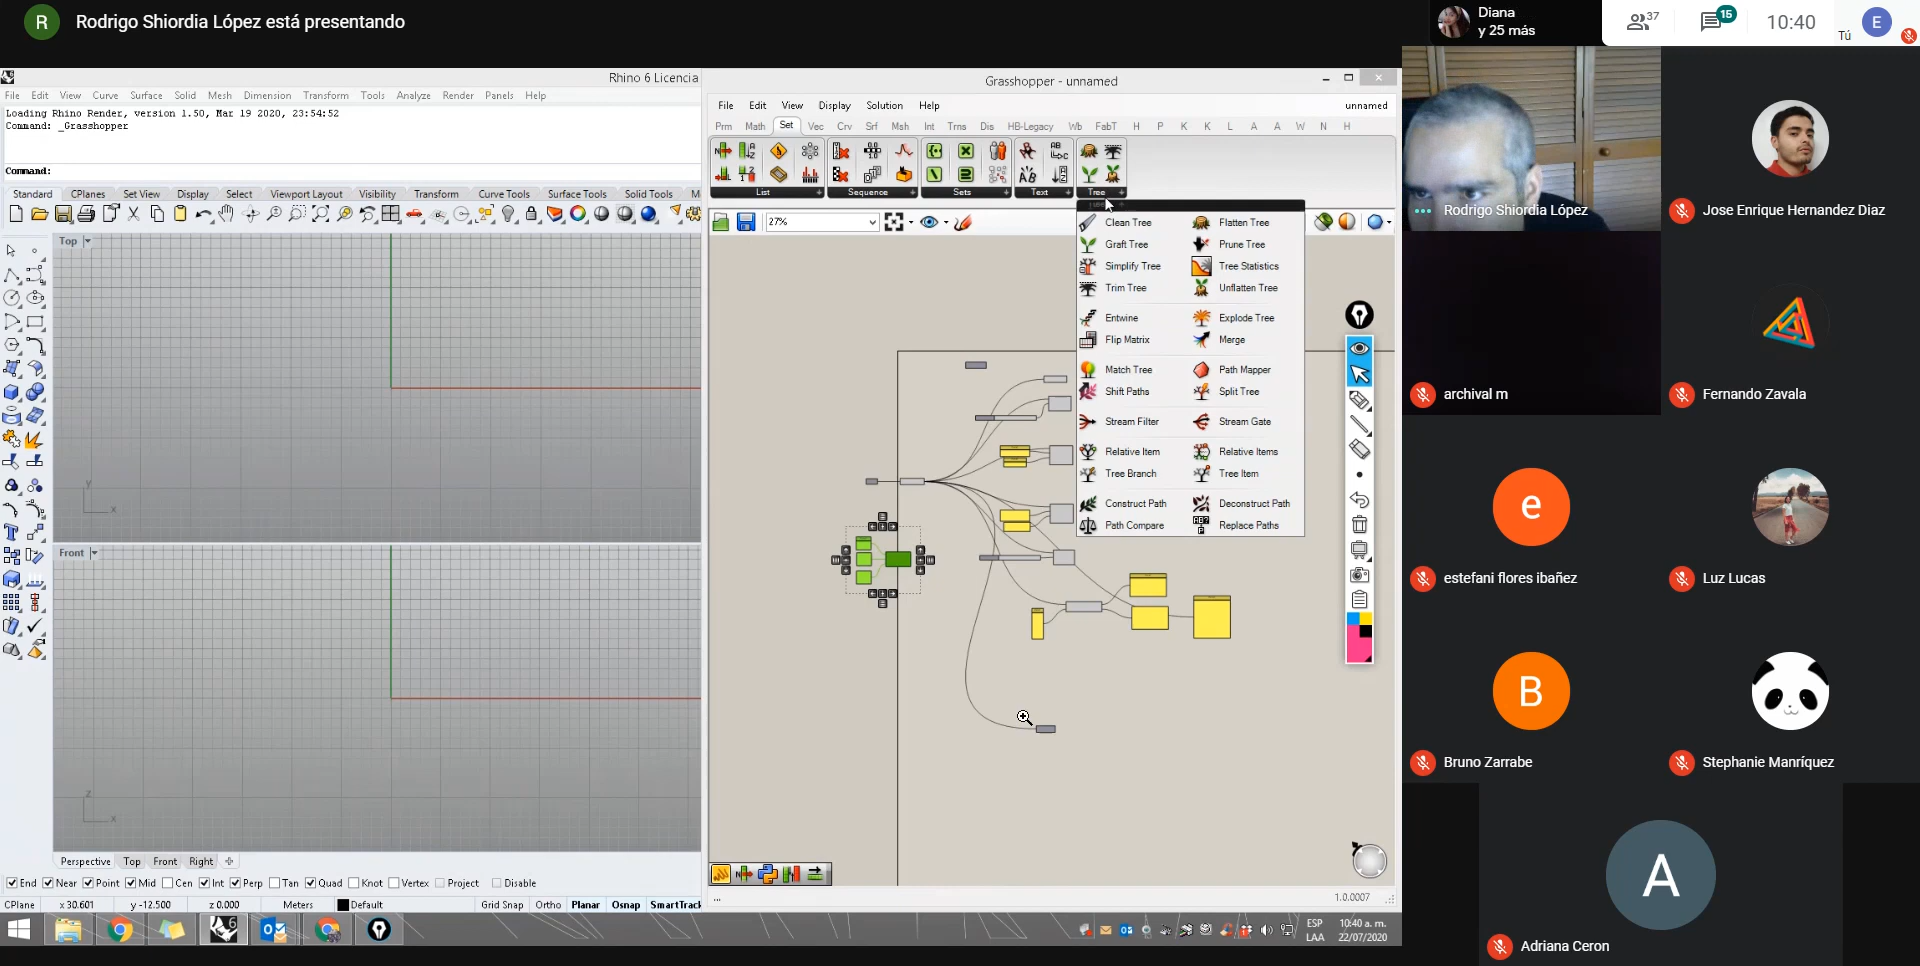 R Rodrigo Shiordia López está presentando
Diana
y 25 más
37
15
10:40
Tú
E
Rhino 6 Licencia
File Edit View Curve Surface Solid Mesh Dimension Transform Tools Analyze Render Panels Help
Loading Rhino Render, version 1.50, Mar 19 2020, 23:54:52
Command: _Grasshopper
Command:
Standard CPlanes Set View Display Select Viewport Layout Visibility Transform Curve Tools Surface Tools Solid Tools M
Top
y
x
Front
z
x
Perspective Top Front Right
End Near Point Mid Cen Int Perp Tan Quad Knot Vertex Project Disable
CPlane x 30.601 y -12.500 z 0.000 Meters Default Grid Snap Ortho Planar Osnap SmartTrack
Grasshopper - unnamed
File Edit View Display Solution Help unnamed
Prm Math Set Vec Crv Srf Msh Int Trns Dis HB-Legacy Wb FabT H P K K L A A W N H
List Sequence Sets Text Tree
27%
Clean Tree Flatten Tree
Graft Tree Prune Tree
Simplify Tree Tree Statistics
Trim Tree Unflatten Tree
Entwine Explode Tree
Flip Matrix Merge
Match Tree Path Mapper
Shift Paths Split Tree
Stream Filter Stream Gate
Relative Item Relative Items
Tree Branch Tree Item
Construct Path Deconstruct Path
Path Compare Replace Paths
...
1.0.0007
ESP
LAA
10:40 a. m.
22/07/2020
Rodrigo Shiordia López
Jose Enrique Hernandez Diaz
archival m
Fernando Zavala
e
estefani flores ibañez
Luz Lucas
B
Bruno Zarrabe
Stephanie Manríquez
A
Adriana Ceron